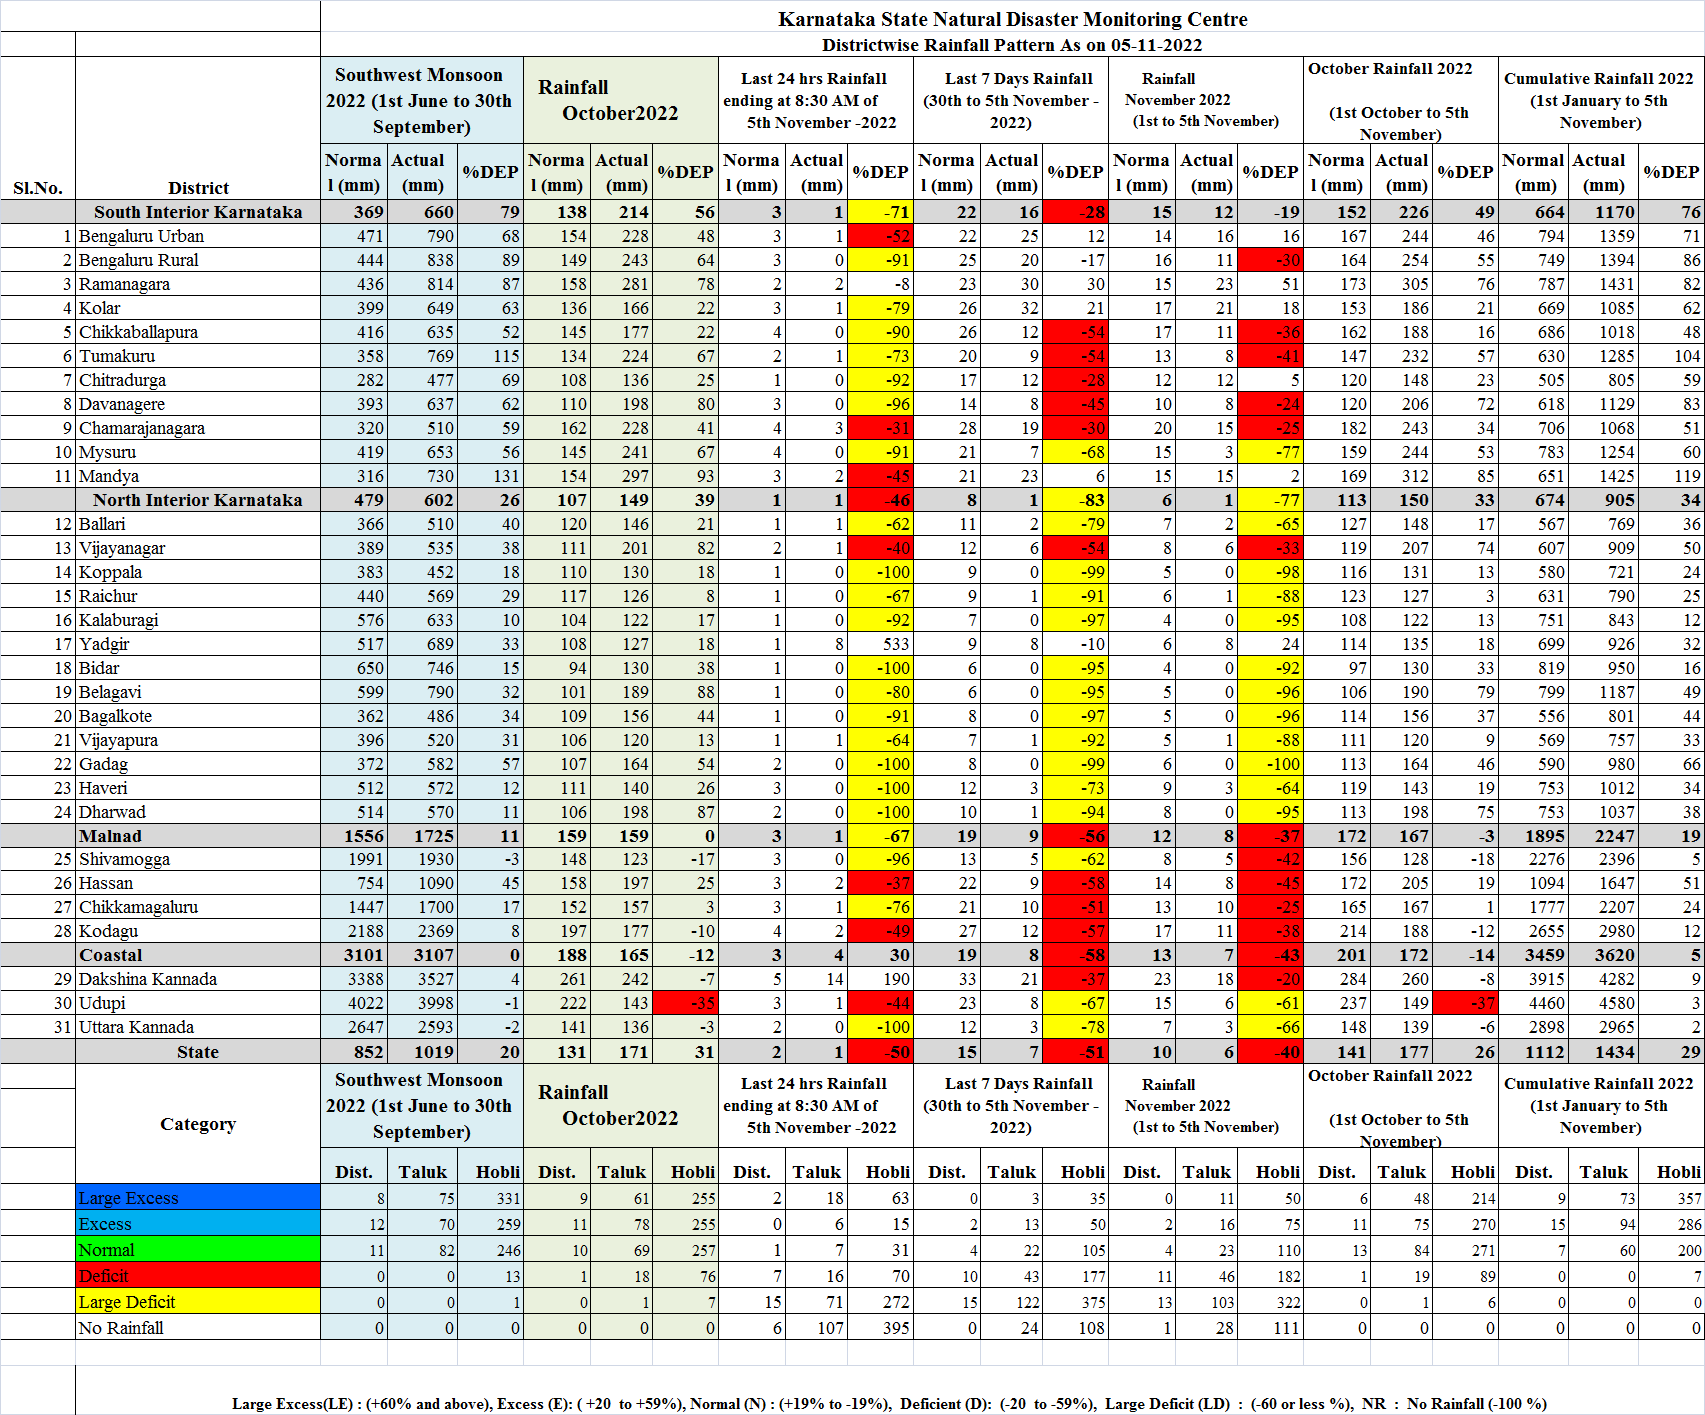 Karnataka State Natural Disaster Monitoring Centre
Districtwise Rainfall Pattern As on 05-11-2022
Sl.No. District Southwest Monsoon 2022 (1st June to 30th September) Rainfall October2022 Last 24 hrs Rainfall ending at 8:30 AM of 5th November -2022 Last 7 Days Rainfall (30th to 5th November - 2022) Rainfall November 2022 (1st to 5th November) October Rainfall 2022 (1st October to 5th November) Cumulative Rainfall 2022 (1st January to 5th November)
Normal (mm) Actual (mm) %DEP Normal (mm) Actual (mm) %DEP Normal (mm) Actual (mm) %DEP Normal (mm) Actual (mm) %DEP Normal (mm) Actual (mm) %DEP Normal (mm) Actual (mm) %DEP Normal (mm) Actual (mm) %DEP
South Interior Karnataka 369 660 79 138 214 56 3 1 -71 22 16 -28 15 12 -19 152 226 49 664 1170 76
1 Bengaluru Urban 471 790 68 154 228 48 3 1 -52 22 25 12 14 16 16 167 244 46 794 1359 71
2 Bengaluru Rural 444 838 89 149 243 64 3 0 -91 25 20 -17 16 11 -30 164 254 55 749 1394 86
3 Ramanagara 436 814 87 158 281 78 2 2 -8 23 30 30 15 23 51 173 305 76 787 1431 82
4 Kolar 399 649 63 136 166 22 3 1 -79 26 32 21 17 21 18 153 186 21 669 1085 62
5 Chikkaballapura 416 635 52 145 177 22 4 0 -90 26 12 -54 17 11 -36 162 188 16 686 1018 48
6 Tumakuru 358 769 115 134 224 67 2 1 -73 20 9 -54 13 8 -41 147 232 57 630 1285 104
7 Chitradurga 282 477 69 108 136 25 1 0 -92 17 12 -28 12 12 5 120 148 23 505 805 59
8 Davanagere 393 637 62 110 198 80 3 0 -96 14 8 -45 10 8 -24 120 206 72 618 1129 83
9 Chamarajanagara 320 510 59 162 228 41 4 3 -31 28 19 -30 20 15 -25 182 243 34 706 1068 51
10 Mysuru 419 653 56 145 241 67 4 0 -91 21 7 -68 15 3 -77 159 244 53 783 1254 60
11 Mandya 316 730 131 154 297 93 3 2 -45 21 23 6 15 15 2 169 312 85 651 1425 119
North Interior Karnataka 479 602 26 107 149 39 1 1 -46 8 1 -83 6 1 -77 113 150 33 674 905 34
12 Ballari 366 510 40 120 146 21 1 1 -62 11 2 -79 7 2 -65 127 148 17 567 769 36
13 Vijayanagar 389 535 38 111 201 82 2 1 -40 12 6 -54 8 6 -33 119 207 74 607 909 50
14 Koppala 383 452 18 110 130 18 1 0 -100 9 0 -99 5 0 -98 116 131 13 580 721 24
15 Raichur 440 569 29 117 126 8 1 0 -67 9 1 -91 6 1 -88 123 127 3 631 790 25
16 Kalaburagi 576 633 10 104 122 17 1 0 -92 7 0 -97 4 0 -95 108 122 13 751 843 12
17 Yadgir 517 689 33 108 127 18 1 8 533 9 8 -10 6 8 24 114 135 18 699 926 32
18 Bidar 650 746 15 94 130 38 1 0 -100 6 0 -95 4 0 -92 97 130 33 819 950 16
19 Belagavi 599 790 32 101 189 88 1 0 -80 6 0 -95 5 0 -96 106 190 79 799 1187 49
20 Bagalkote 362 486 34 109 156 44 1 0 -91 8 0 -97 5 0 -96 114 156 37 556 801 44
21 Vijayapura 396 520 31 106 120 13 1 1 -64 7 1 -92 5 1 -88 111 120 9 569 757 33
22 Gadag 372 582 57 107 164 54 2 0 -100 8 0 -99 6 0 -100 113 164 46 590 980 66
23 Haveri 512 572 12 111 140 26 3 0 -100 12 3 -73 9 3 -64 119 143 19 753 1012 34
24 Dharwad 514 570 11 106 198 87 2 0 -100 10 1 -94 8 0 -95 113 198 75 753 1037 38
Malnad 1556 1725 11 159 159 0 3 1 -67 19 9 -56 12 8 -37 172 167 -3 1895 2247 19
25 Shivamogga 1991 1930 -3 148 123 -17 3 0 -96 13 5 -62 8 5 -42 156 128 -18 2276 2396 5
26 Hassan 754 1090 45 158 197 25 3 2 -37 22 9 -58 14 8 -45 172 205 19 1094 1647 51
27 Chikkamagaluru 1447 1700 17 152 157 3 3 1 -76 21 10 -51 13 10 -25 165 167 1 1777 2207 24
28 Kodagu 2188 2369 8 197 177 -10 4 2 -49 27 12 -57 17 11 -38 214 188 -12 2655 2980 12
Coastal 3101 3107 0 188 165 -12 3 4 30 19 8 -58 13 7 -43 201 172 -14 3459 3620 5
29 Dakshina Kannada 3388 3527 4 261 242 -7 5 14 190 33 21 -37 23 18 -20 284 260 -8 3915 4282 9
30 Udupi 4022 3998 -1 222 143 -35 3 1 -44 23 8 -67 15 6 -61 237 149 -37 4460 4580 3
31 Uttara Kannada 2647 2593 -2 141 136 -3 2 0 -100 12 3 -78 7 3 -66 148 139 -6 2898 2965 2
State 852 1019 20 131 171 31 2 1 -50 15 7 -51 10 6 -40 141 177 26 1112 1434 29
Category Southwest Monsoon 2022 (1st June to 30th September) Rainfall October2022 Last 24 hrs Rainfall ending at 8:30 AM of 5th November -2022 Last 7 Days Rainfall (30th to 5th November - 2022) Rainfall November 2022 (1st to 5th November) October Rainfall 2022 (1st October to 5th November) Cumulative Rainfall 2022 (1st January to 5th November)
Dist. Taluk Hobli Dist. Taluk Hobli Dist. Taluk Hobli Dist. Taluk Hobli Dist. Taluk Hobli Dist. Taluk Hobli Dist. Taluk Hobli
Large Excess 8 75 331 9 61 255 2 18 63 0 3 35 0 11 50 6 48 214 9 73 357
Excess 12 70 259 11 78 255 0 6 15 2 13 50 2 16 75 11 75 270 15 94 286
Normal 11 82 246 10 69 257 1 7 31 4 22 105 4 23 110 13 84 271 7 60 200
Deficit 0 0 13 1 18 76 7 16 70 10 43 177 11 46 182 1 19 89 0 0 7
Large Deficit 0 0 1 0 1 7 15 71 272 15 122 375 13 103 322 0 1 6 0 0 0
No Rainfall 0 0 0 0 0 0 6 107 395 0 24 108 1 28 111 0 0 0 0 0 0
Large Excess(LE) : (+60% and above), Excess (E): ( +20 to +59%), Normal (N) : (+19% to -19%), Deficient (D): (-20 to -59%), Large Deficit (LD) : (-60 or less %), NR : No Rainfall (-100 %)